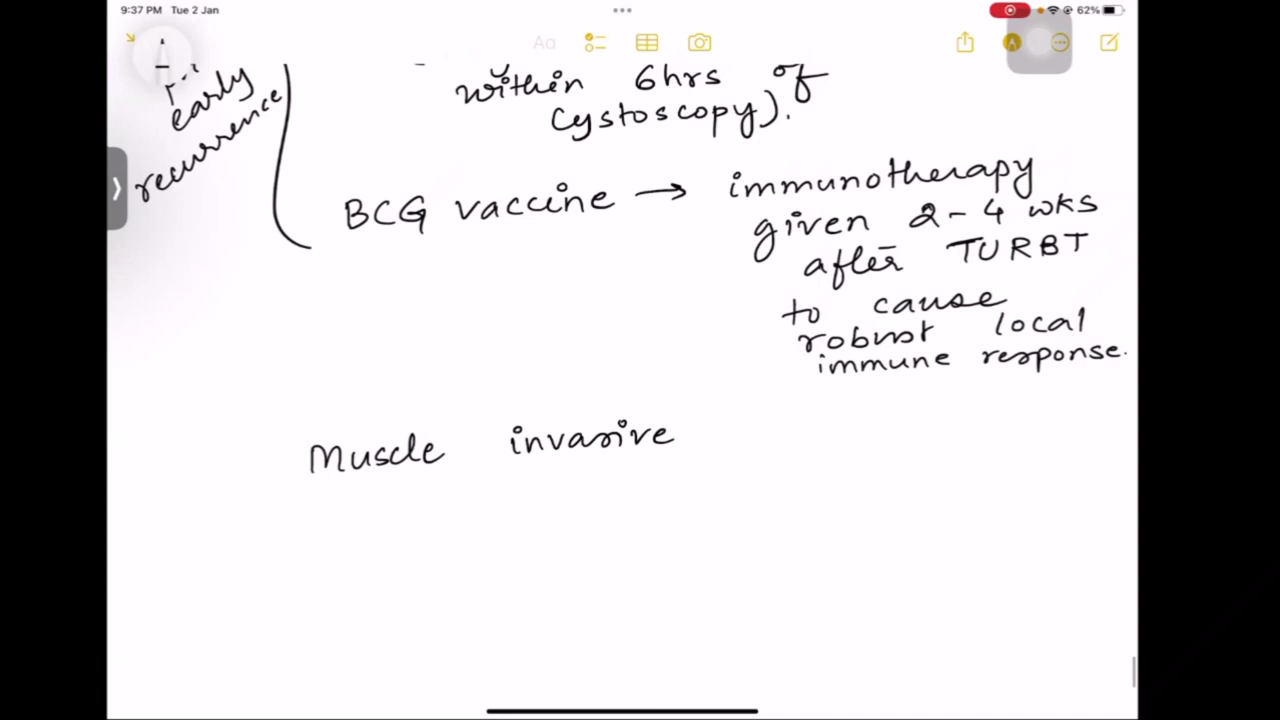 9:37 PM Tue 2 Jan
62%
Aa
early
recurrence
within 6hrs of
cystoscopy).
BCG vaccine → immunotherapy
given 2-4 wks
after TURBT
to cause
robust local
immune response.
Muscle invasive